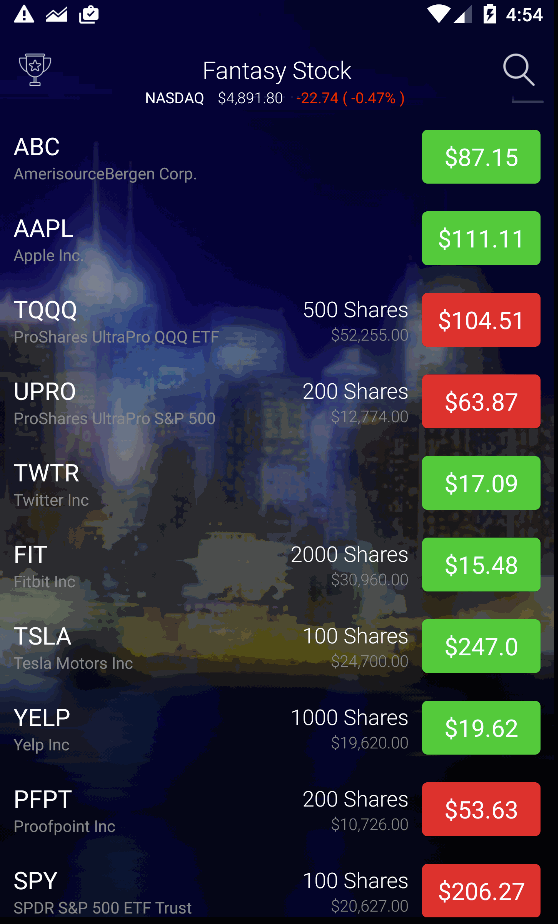 4:54
Fantasy Stock
NASDAQ $4,891.80 -22.74 ( -0.47% )
ABC
$87.15
AmerisourceBergen Corp.
AAPL
$111.11
Apple Inc.
TQQQ 500 Shares
$104.51
ProShares UltraPro QQQ ETF $52,255.00
UPRO 200 Shares
$63.87
ProShares UltraPro S&P 500 $12,774.00
TWTR
$17.09
Twitter Inc
FIT 2000 Shares
$15.48
Fitbit Inc $30,960.00
TSLA 100 Shares
$247.0
Tesla Motors Inc $24,700.00
YELP 1000 Shares
$19.62
Yelp Inc $19,620.00
PFPT 200 Shares
$53.63
Proofpoint Inc $10,726.00
SPY 100 Shares
$206.27
SPDR S&P 500 ETF Trust $20,627.00